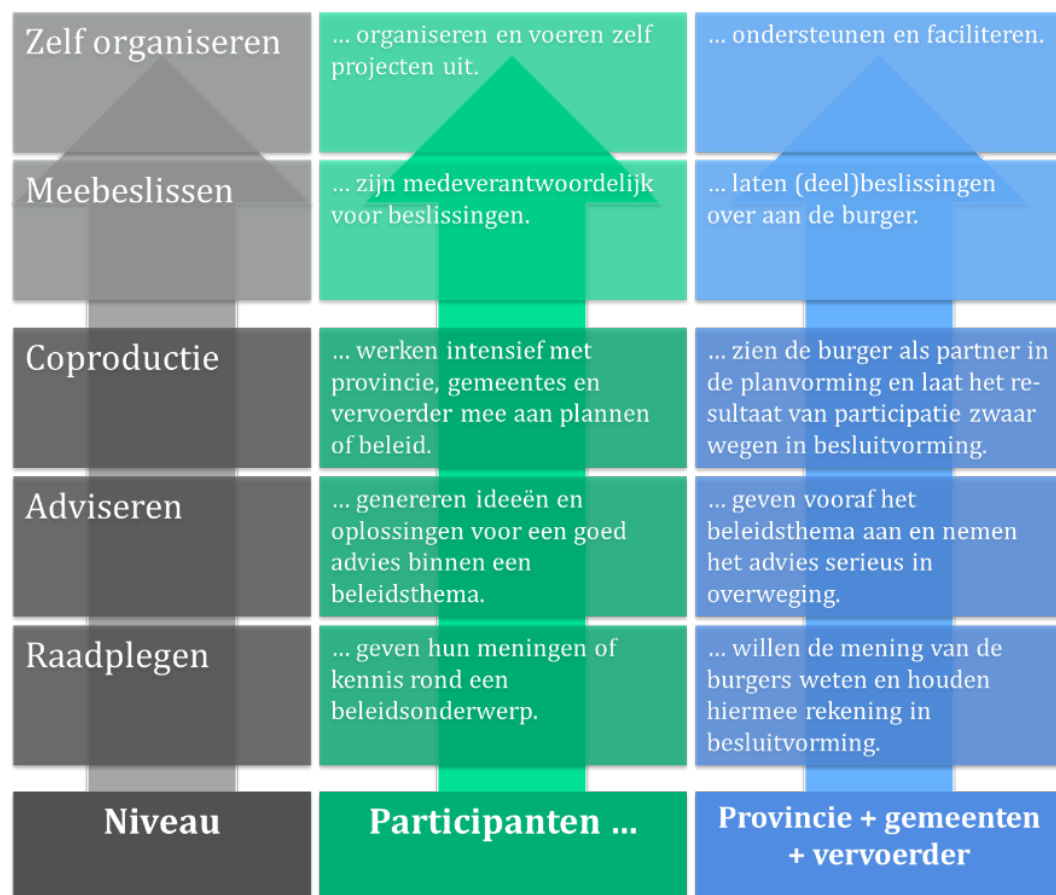 Zelf organiseren
... organiseren en voeren zelf
projecten uit.
... ondersteunen en faciliteren.
Meebeslissen
... zijn medeverantwoordelijk
voor beslissingen.
... laten (deel)beslissingen
over aan de burger.
Coproductie
... werken intensief met
provincie, gemeentes en
vervoerder mee aan plannen
of beleid.
... zien de burger als partner in
de planvorming en laat het re-
sultaat van participatie zwaar
wegen in besluitvorming.
Adviseren
... genereren ideeën en
oplossingen voor een goed
advies binnen een
beleidsthema.
... geven vooraf het
beleidsthema aan en nemen
het advies serieus in
overweging.
Raadplegen
... geven hun meningen of
kennis rond een
beleidsonderwerp.
... willen de mening van de
burgers weten en houden
hiermee rekening in
besluitvorming.
Niveau
Participanten ...
Provincie + gemeenten
+ vervoerder